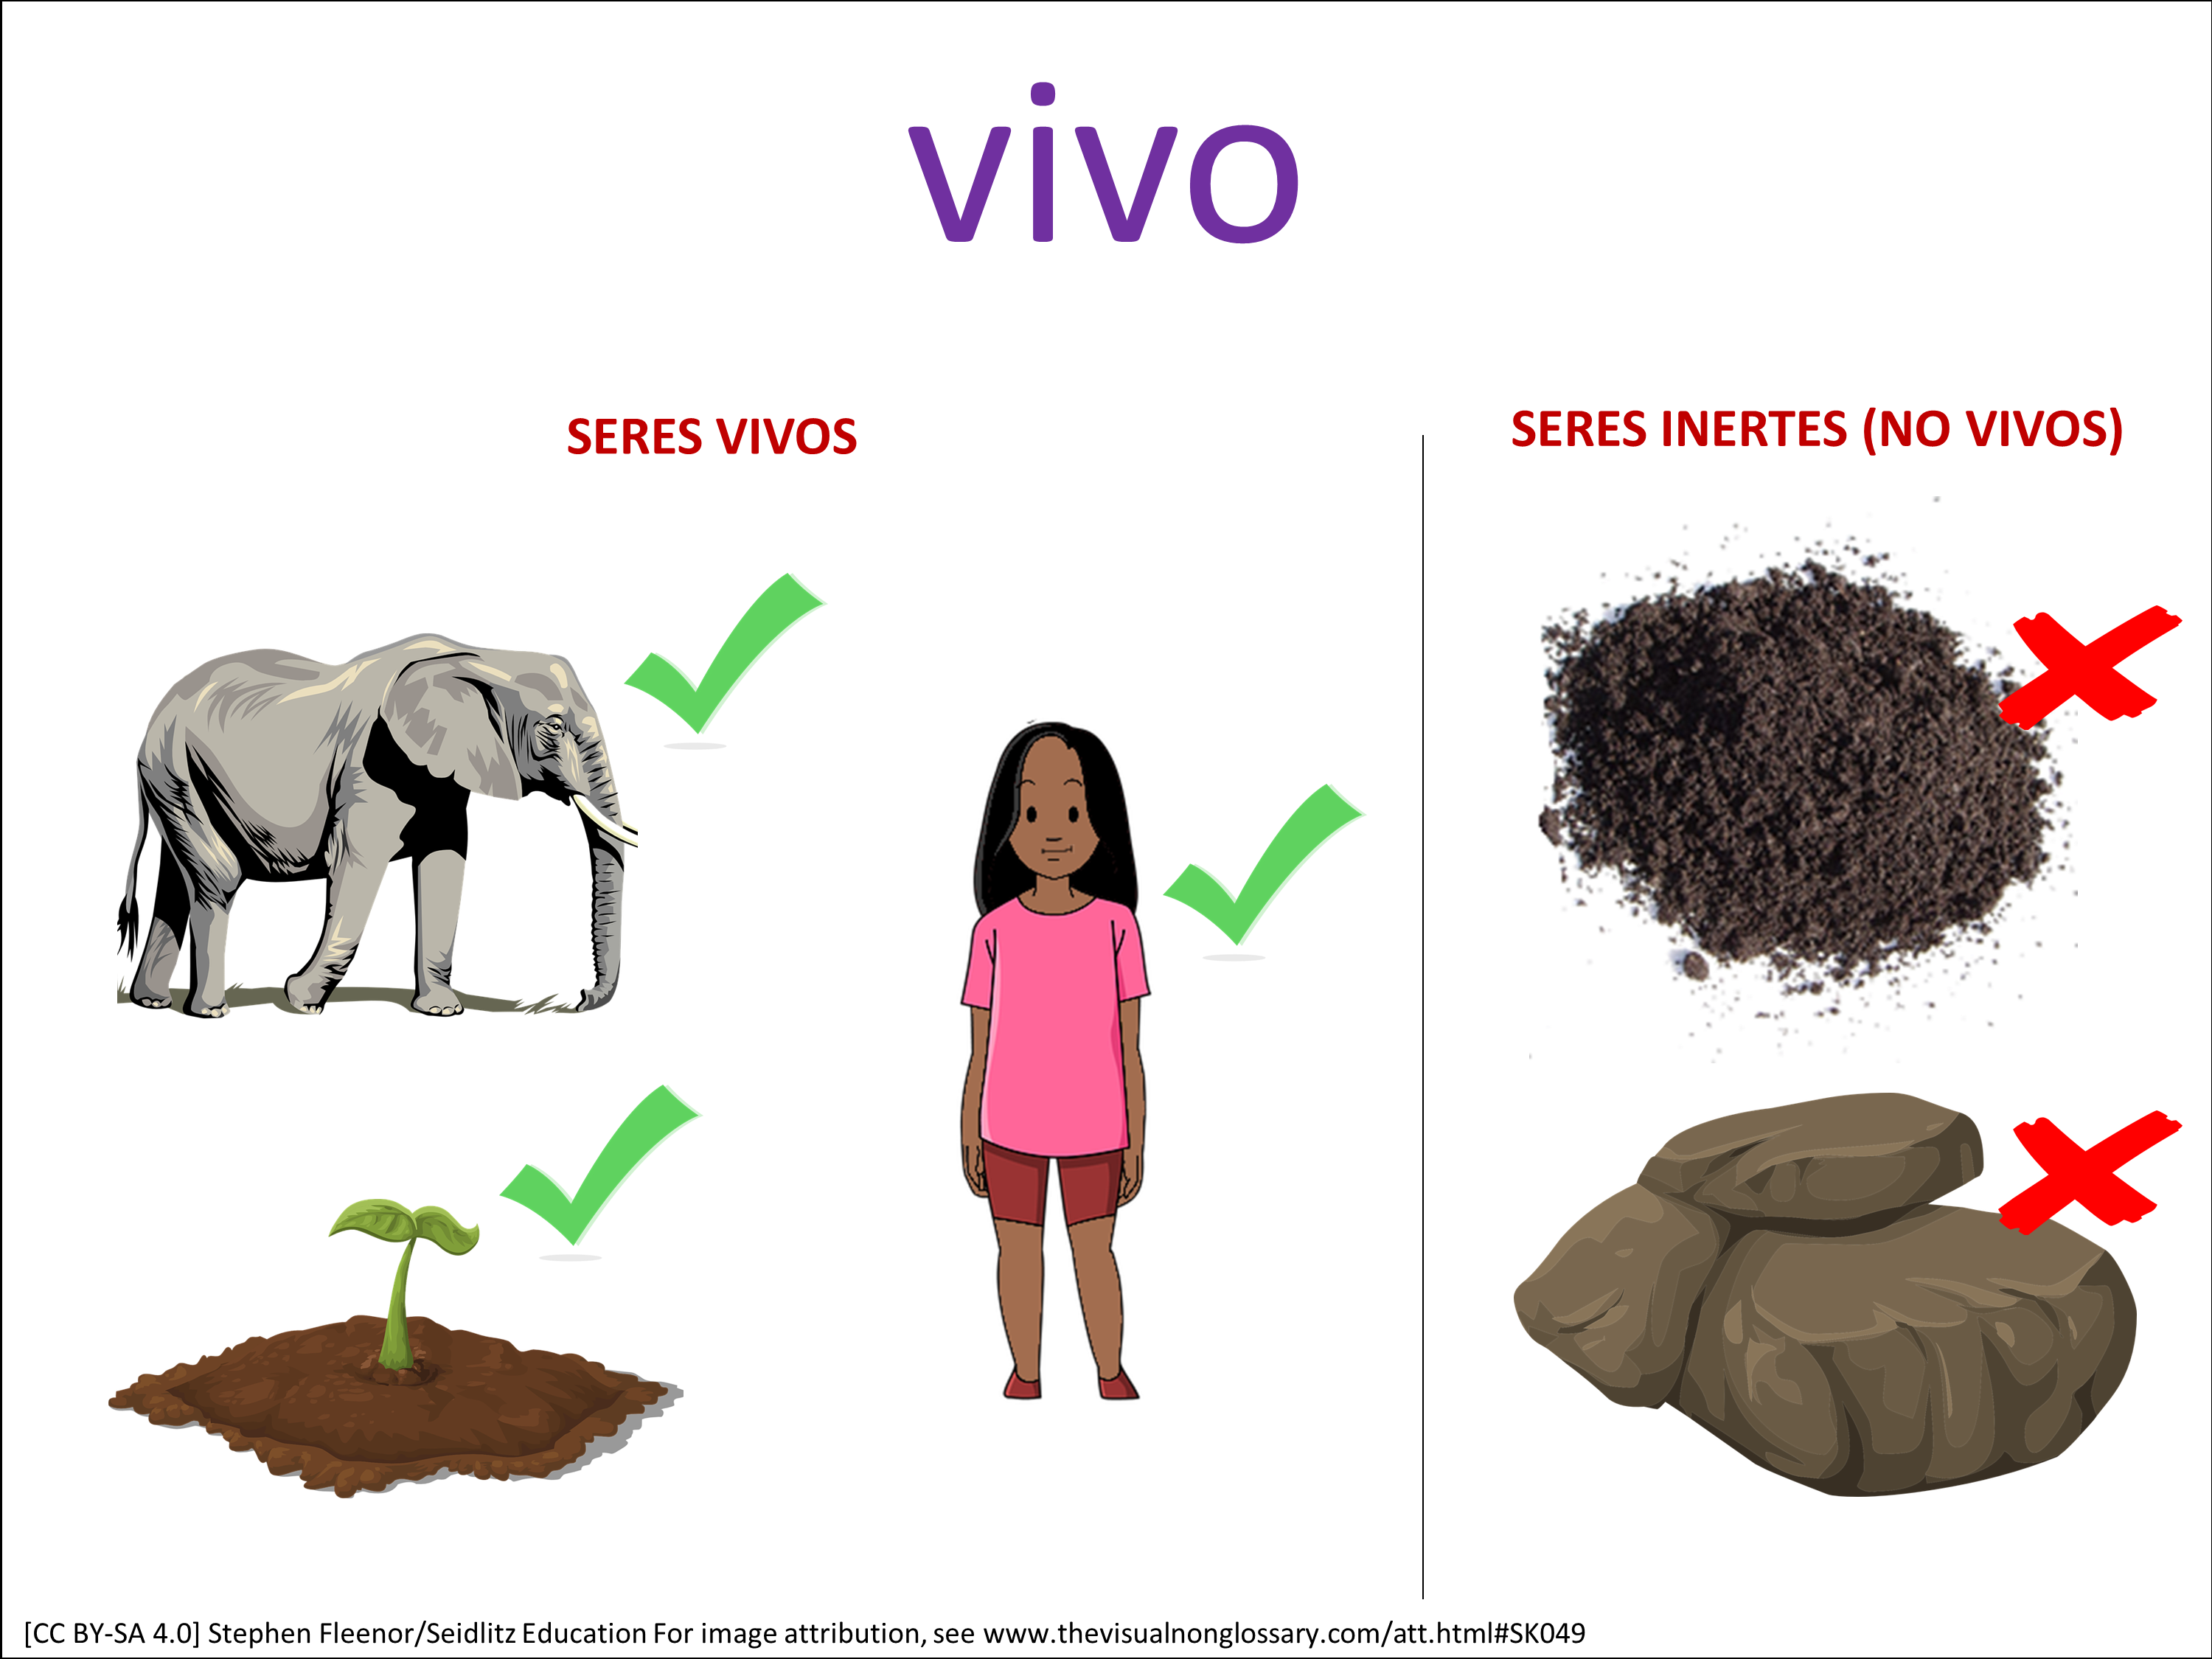 vivo
SERES VIVOS
SERES INERTES (NO VIVOS)
[CC BY-SA 4.0] Stephen Fleenor/Seidlitz Education For image attribution, see www.thevisualnonglossary.com/att.html#SK049